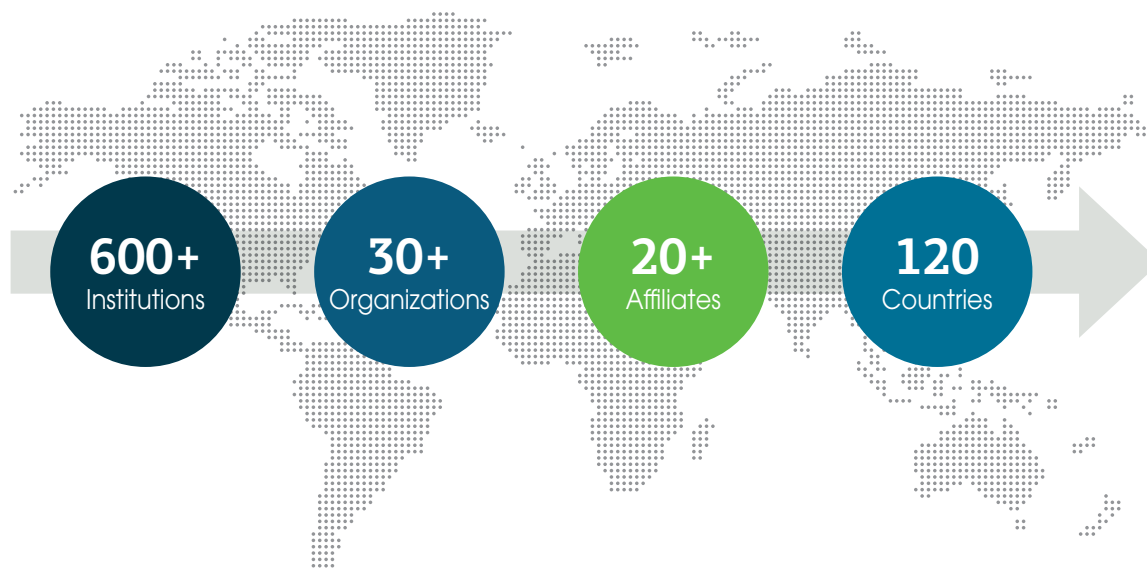 600+
Institutions
30+
Organizations
20+
Affiliates
120
Countries